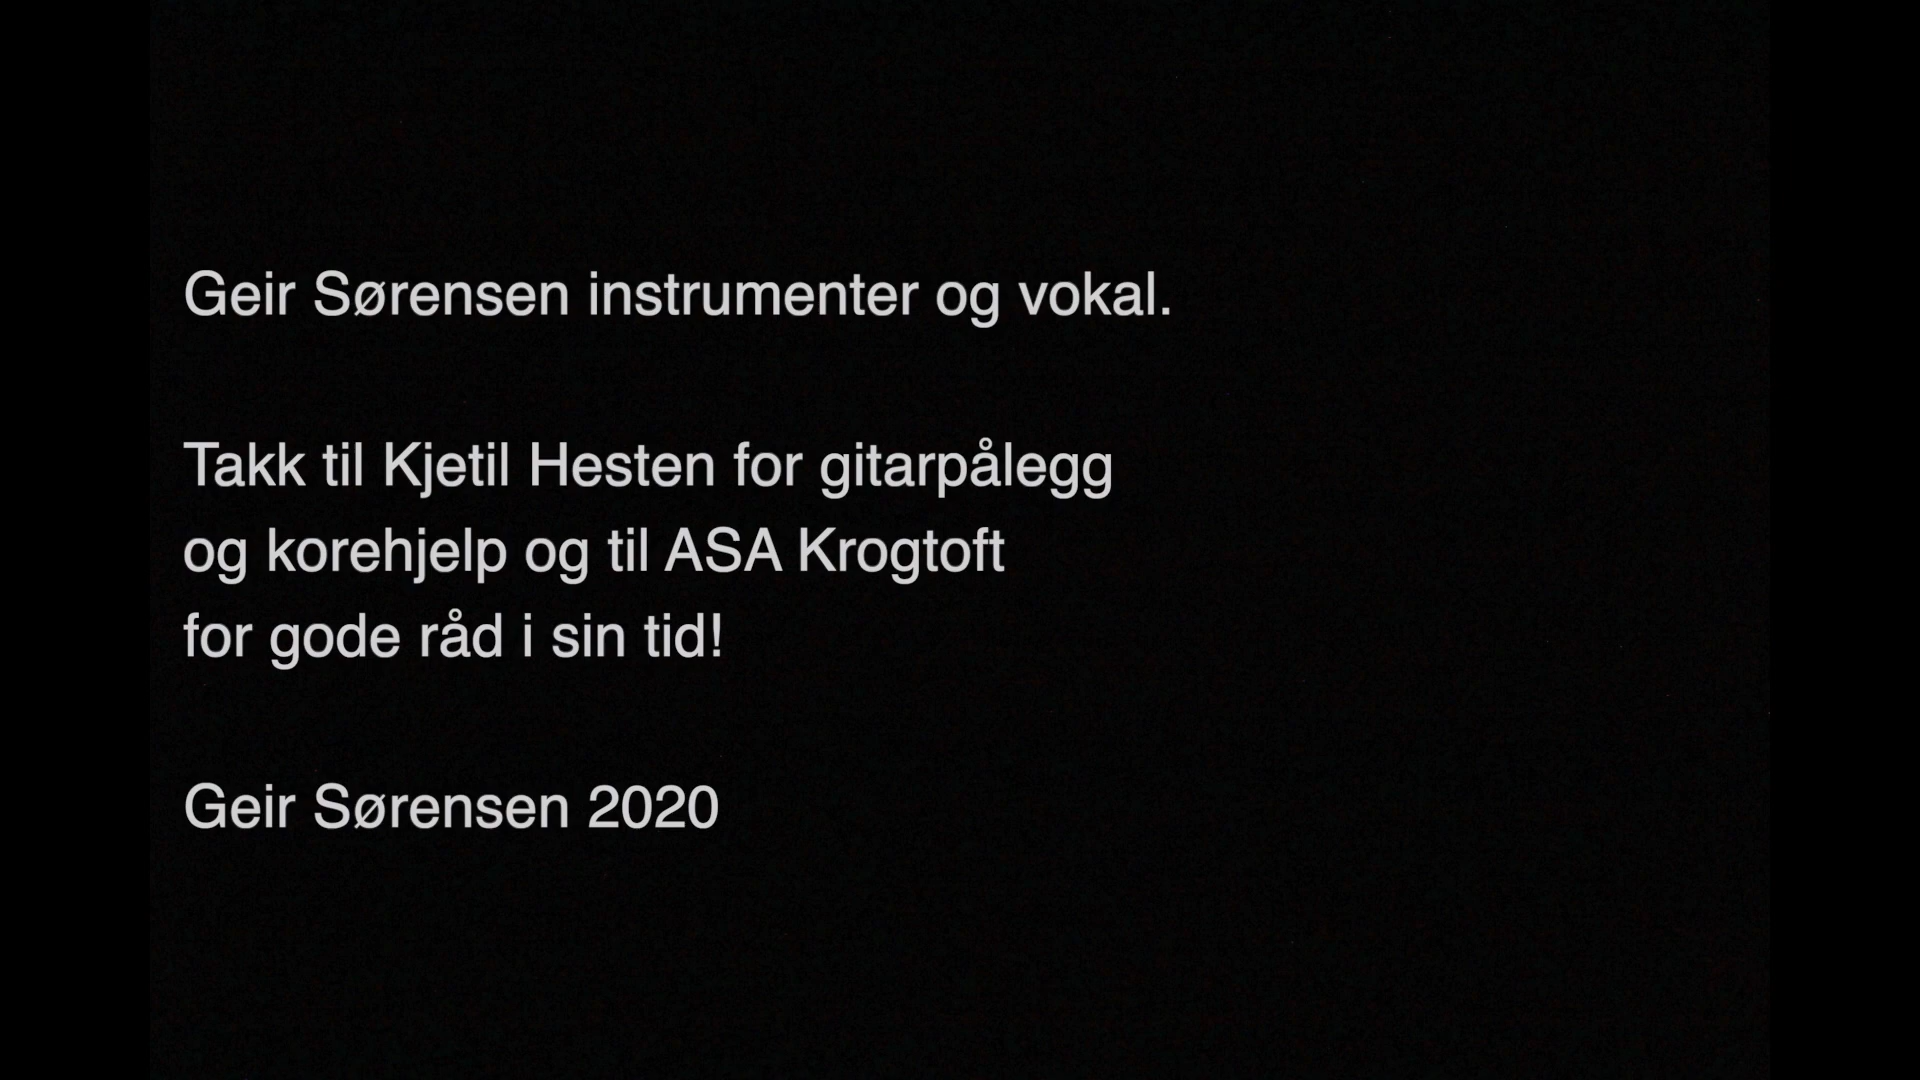 Geir Sørensen instrumenter og vokal.
Takk til Kjetil Hesten for gitarpålegg
og korehjelp og til ASA Krogtoft
for gode råd i sin tid!
Geir Sørensen 2020